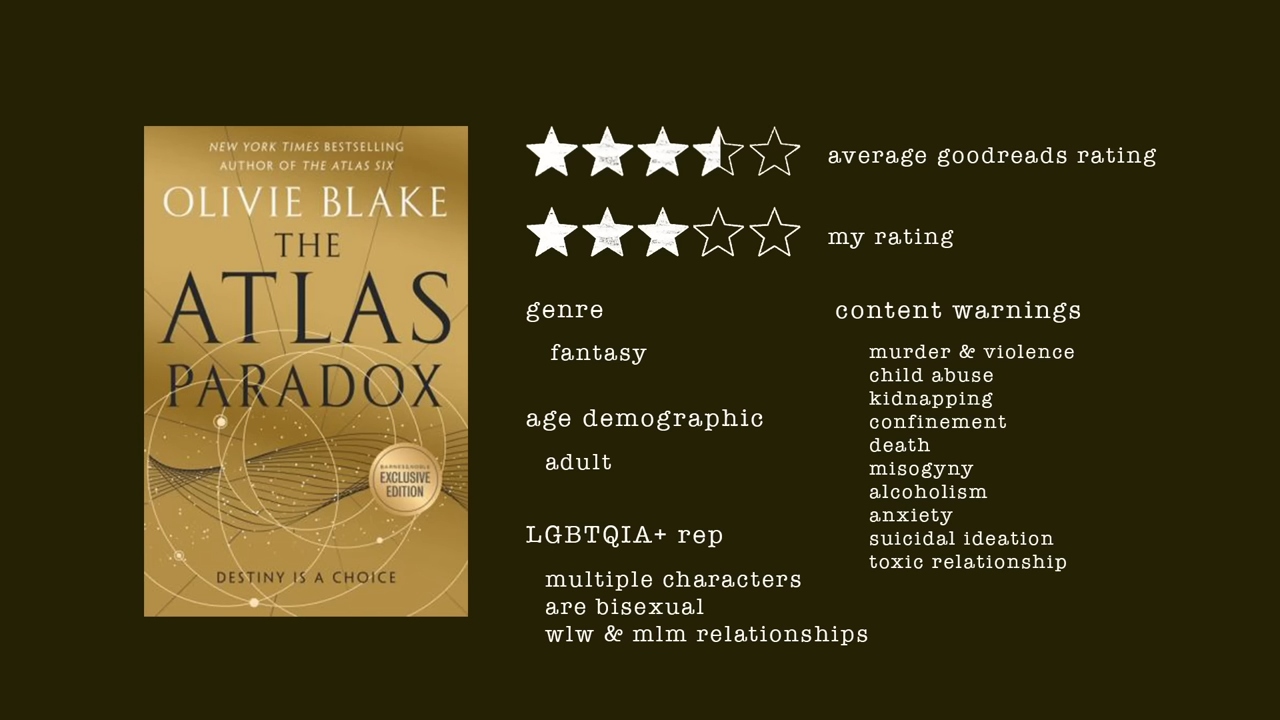 NEW YORK TIMES BESTSELLING
AUTHOR OF THE ATLAS SIX
OLIVIE BLAKE
THE
ATLAS
PARADOX
BARNES & NOBLE
EXCLUSIVE
EDITION
DESTINY IS A CHOICE
average goodreads rating
my rating
genre
fantasy
age demographic
adult
LGBTQIA+ rep
multiple characters
are bisexual
wlw & mlm relationships
content warnings
murder & violence
child abuse
kidnapping
confinement
death
misogyny
alcoholism
anxiety
suicidal ideation
toxic relationship